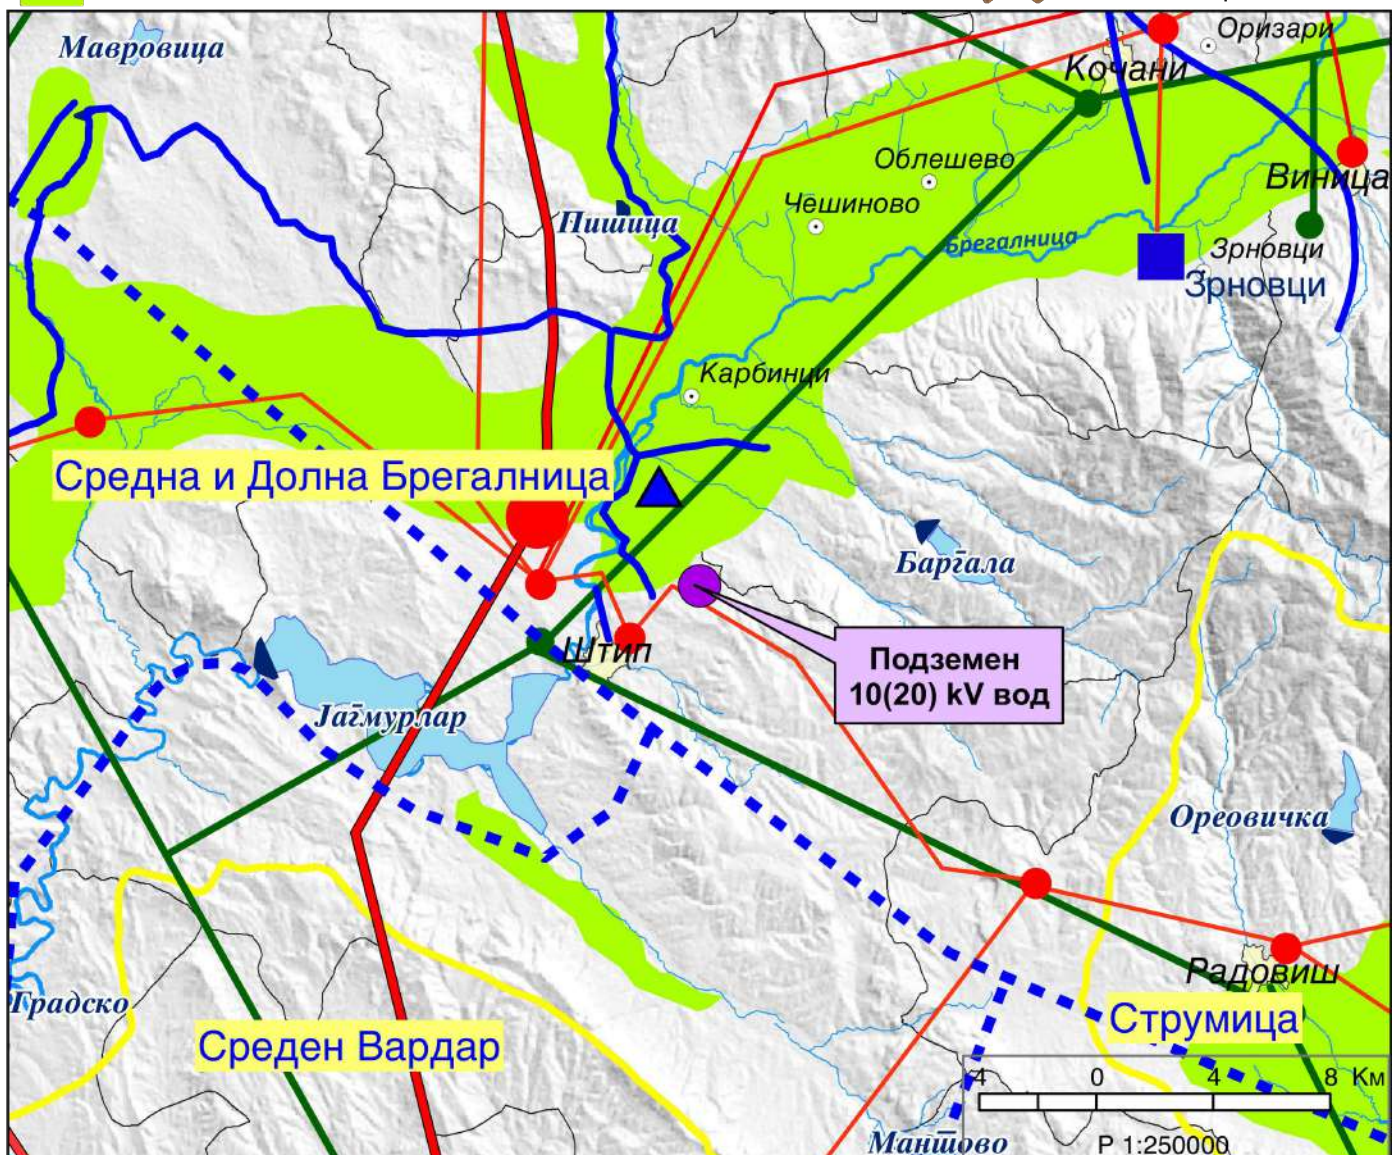 Мавровица
Оризари
Кочани
Облешево
Виница
Чешиново
Пишица
Брегалница
Зрновци
Зрновци
Карбинци
Средна и Долна Брегалница
Баргала
Штип
Подземен
10(20) kV вод
Јагмурлар
Ореовичка
Радовиш
Градско
Струмица
Среден Вардар
4 0 4 8 Км
Мантово
Р 1:250000